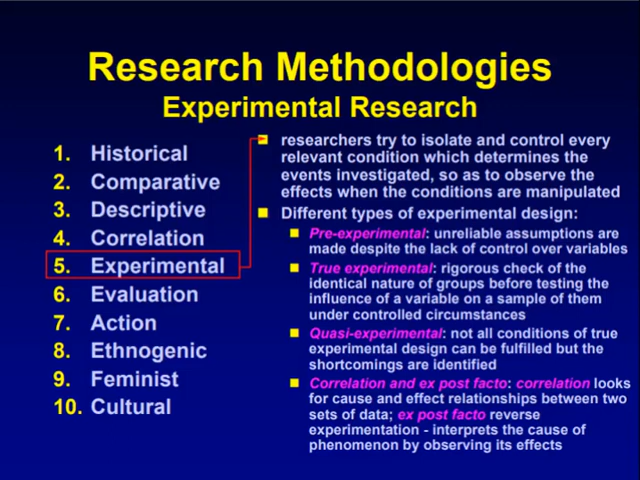 Research Methodologies
Experimental Research
1. Historical
2. Comparative
3. Descriptive
4. Correlation
5. Experimental
6. Evaluation
7. Action
8. Ethnogenic
9. Feminist
10. Cultural
researchers try to isolate and control every
relevant condition which determines the
events investigated, so as to observe the
effects when the conditions are manipulated
Different types of experimental design:
Pre-experimental: unreliable assumptions are
made despite the lack of control over variables
True experimental: rigorous check of the
identical nature of groups before testing the
influence of a variable on a sample of them
under controlled circumstances
Quasi-experimental: not all conditions of true
experimental design can be fulfilled but the
shortcomings are identified
Correlation and ex post facto: correlation looks
for cause and effect relationships between two
sets of data; ex post facto reverse
experimentation - interprets the cause of
phenomenon by observing its effects